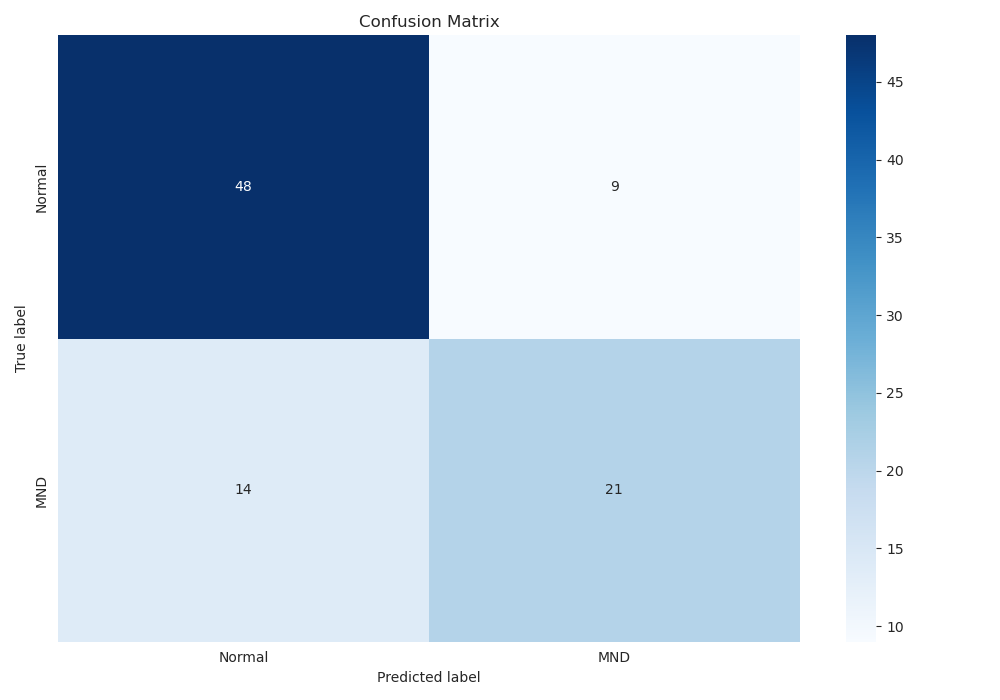 Confusion Matrix
Normal
48
9
MND
14
21
True label
Normal
MND
Predicted label
45
40
35
30
25
20
15
10